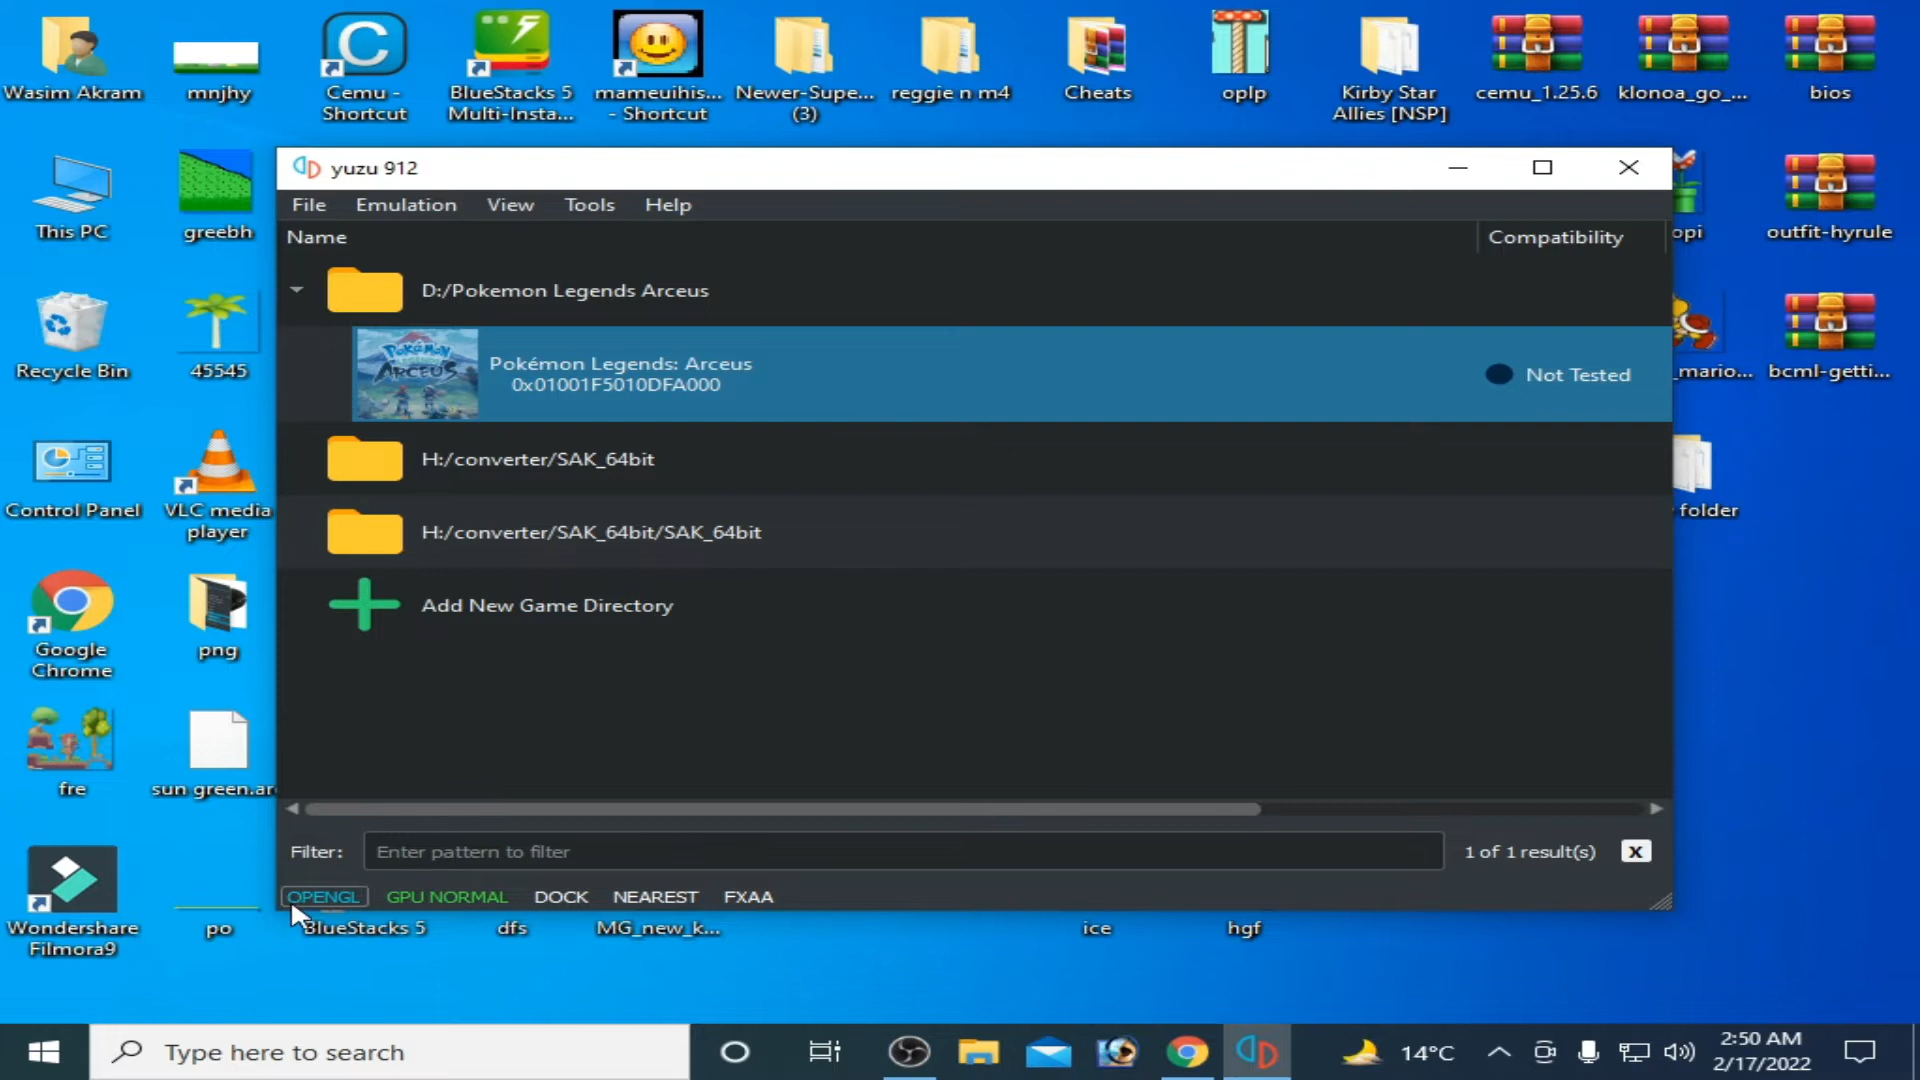 Wasim Akram
mnjhy
Cemu -
Shortcut
BlueStacks 5
Multi-Insta...
mameuihis...
- Shortcut
Newer-Supe...
(3)
reggie n m4
Cheats
oplp
Kirby Star
Allies [NSP]
cemu_1.25.6
klonoa_go_...
bios
yuzu 912
File Emulation View Tools Help
Name Compatibility
D:/Pokemon Legends Arceus
Pokémon
ARCEUS
Pokémon Legends: Arceus
0x01001F5010DFA000
Not Tested
H:/converter/SAK_64bit
H:/converter/SAK_64bit/SAK_64bit
Add New Game Directory
Filter: Enter pattern to filter 1 of 1 result(s) X
OPENGL GPU NORMAL DOCK NEAREST FXAA
This PC
greebh
opi
outfit-hyrule
Recycle Bin
45545
_mario...
bcml-getti...
Control Panel
VLC media
player
folder
Google
Chrome
png
fre
sun green.ar
Wondershare
Filmora9
po
BlueStacks 5
dfs
MG_new_k...
ice
hgf
Type here to search
14°C
2:50 AM
2/17/2022